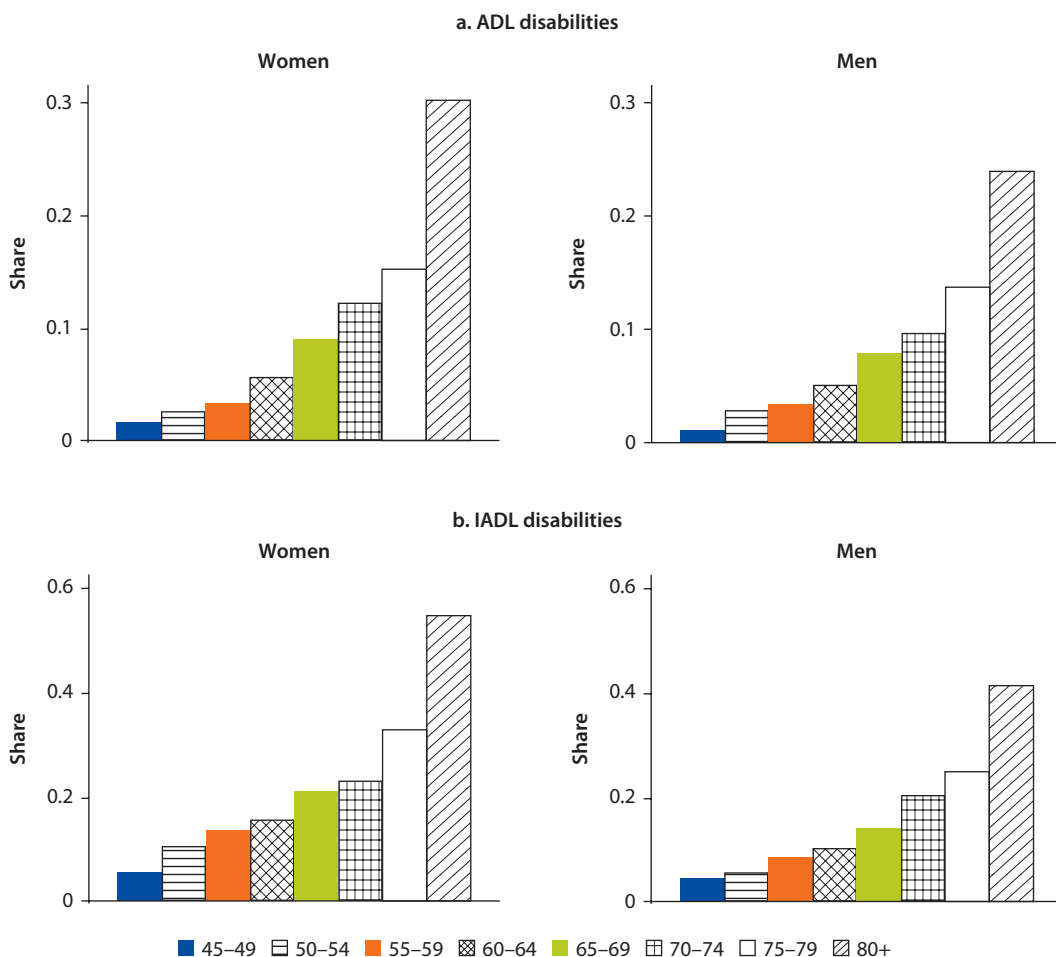 a. ADL disabilities
Women
Men
0.3
0.2
0.1
0
Share
0.3
0.2
0.1
0
Share
b. IADL disabilities
Women
Men
0.6
0.4
0.2
0
Share
0.6
0.4
0.2
0
Share
45–49 50–54 55–59 60–64 65–69 70–74 75–79 80+